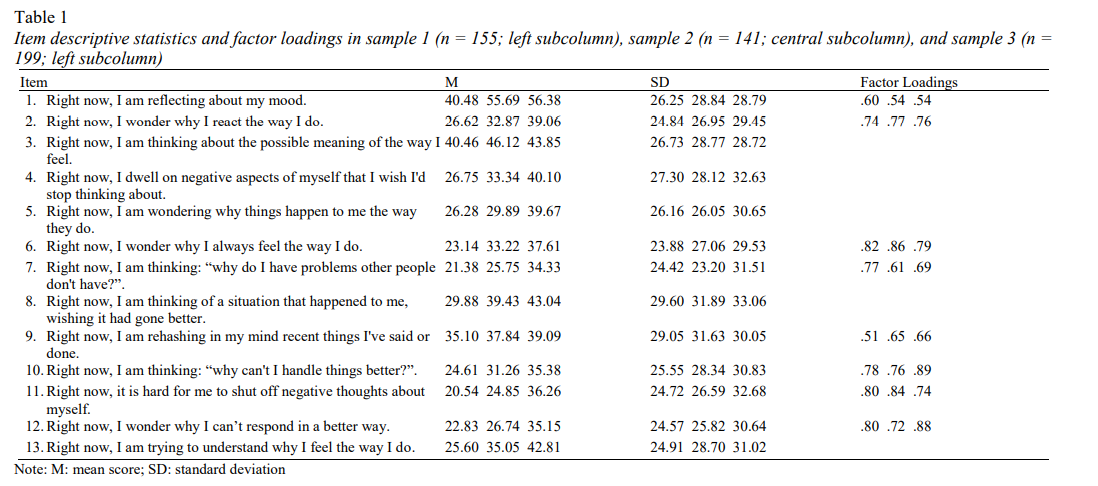 Table 1
Item descriptive statistics and factor loadings in sample 1 (n = 155; left subcolumn), sample 2 (n = 141; central subcolumn), and sample 3 (n =
199; left subcolumn)
Item M SD Factor Loadings
1. Right now, I am reflecting about my mood. 40.48 55.69 56.38 26.25 28.84 28.79 .60 .54 .54
2. Right now, I wonder why I react the way I do. 26.62 32.87 39.06 24.84 26.95 29.45 .74 .77 .76
3. Right now, I am thinking about the possible meaning of the way I 40.46 46.12 43.85 26.73 28.77 28.72
feel.
4. Right now, I dwell on negative aspects of myself that I wish I'd 26.75 33.34 40.10 27.30 28.12 32.63
stop thinking about.
5. Right now, I am wondering why things happen to me the way 26.28 29.89 39.67 26.16 26.05 30.65
they do.
6. Right now, I wonder why I always feel the way I do. 23.14 33.22 37.61 23.88 27.06 29.53 .82 .86 .79
7. Right now, I am thinking: “why do I have problems other people 21.38 25.75 34.33 24.42 23.20 31.51 .77 .61 .69
don't have?”.
8. Right now, I am thinking of a situation that happened to me, 29.88 39.43 43.04 29.60 31.89 33.06
wishing it had gone better.
9. Right now, I am rehashing in my mind recent things I've said or 35.10 37.84 39.09 29.05 31.63 30.05 .51 .65 .66
done.
10. Right now, I am thinking: “why can't I handle things better?”. 24.61 31.26 35.38 25.55 28.34 30.83 .78 .76 .89
11. Right now, it is hard for me to shut off negative thoughts about 20.54 24.85 36.26 24.72 26.59 32.68 .80 .84 .74
myself.
12. Right now, I wonder why I can’t respond in a better way. 22.83 26.74 35.15 24.57 25.82 30.64 .80 .72 .88
13. Right now, I am trying to understand why I feel the way I do. 25.60 35.05 42.81 24.91 28.70 31.02
Note: M: mean score; SD: standard deviation